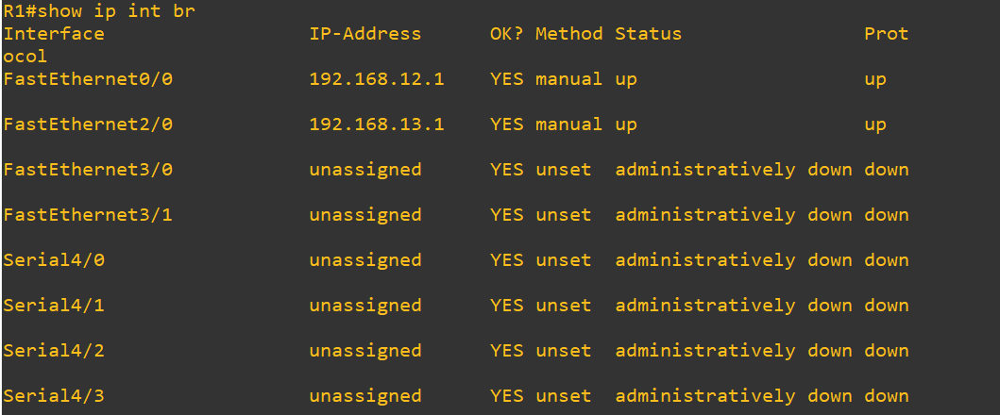 R1#show ip int br
Interface                  IP-Address      OK? Method Status                Prot
ocol
FastEthernet0/0            192.168.12.1    YES manual up                    up
FastEthernet2/0            192.168.13.1    YES manual up                    up
FastEthernet3/0            unassigned      YES unset  administratively down down
FastEthernet3/1            unassigned      YES unset  administratively down down
Serial4/0                  unassigned      YES unset  administratively down down
Serial4/1                  unassigned      YES unset  administratively down down
Serial4/2                  unassigned      YES unset  administratively down down
Serial4/3                  unassigned      YES unset  administratively down down